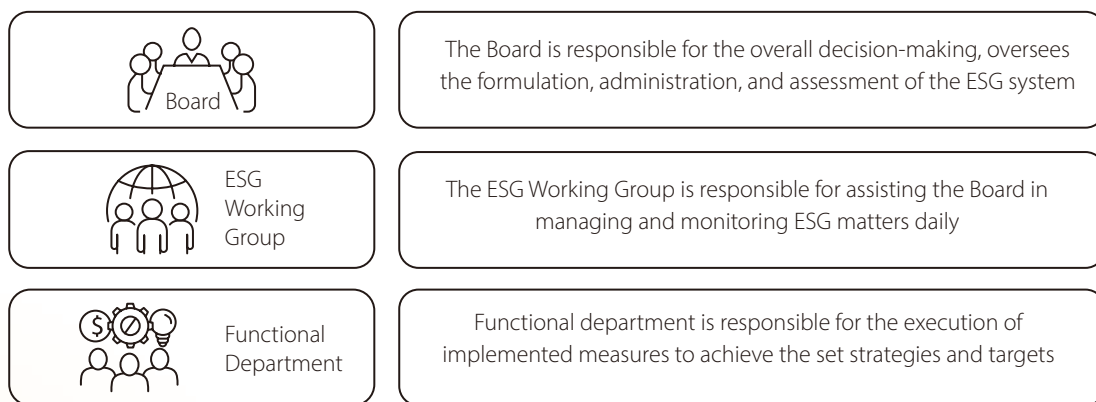 Board
The Board is responsible for the overall decision-making, oversees
the formulation, administration, and assessment of the ESG system
ESG
Working
Group
The ESG Working Group is responsible for assisting the Board in
managing and monitoring ESG matters daily
$
Functional
Department
Functional department is responsible for the execution of
implemented measures to achieve the set strategies and targets